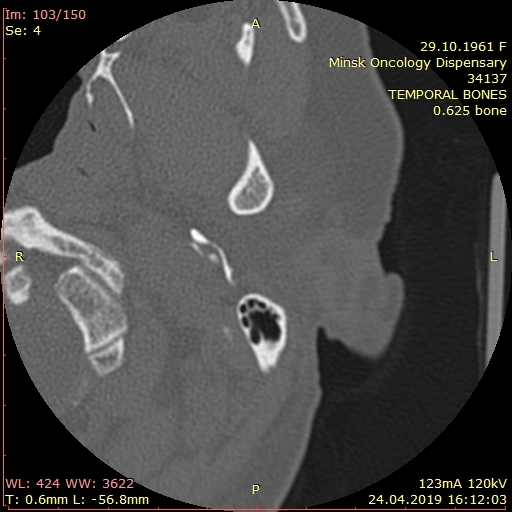 Im: 103/150
Se: 4
A
29.10.1961 F
Minsk Oncology Dispensary
34137
TEMPORAL BONES
0.625 bone
R
L
P
WL: 424 WW: 3622
T: 0.6mm L: -56.8mm
123mA 120kV
24.04.2019 16:12:03